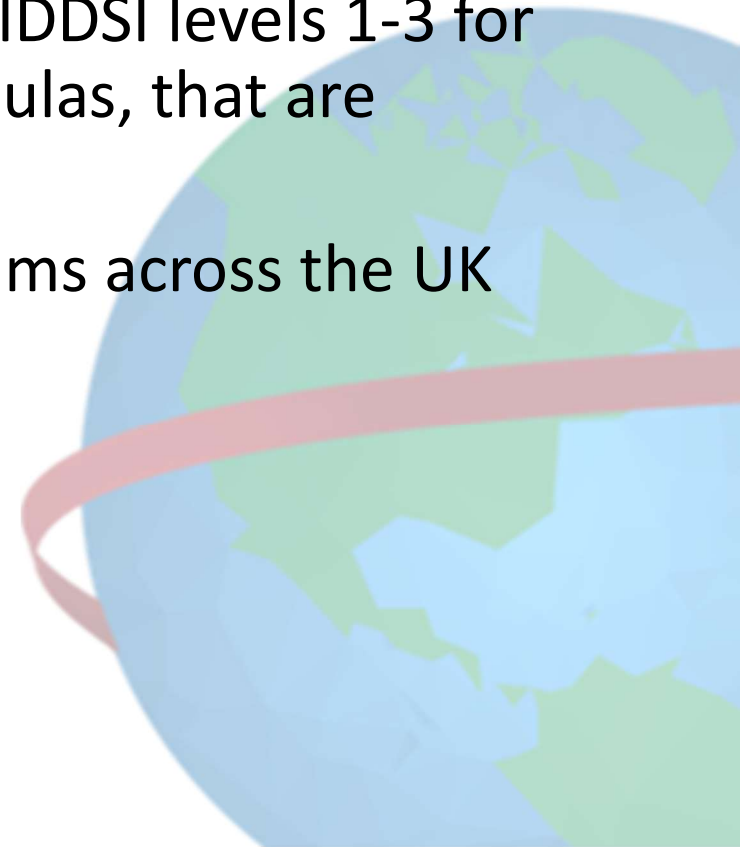 IDDSI levels 1-3 for
ulas, that are
ms across the UK